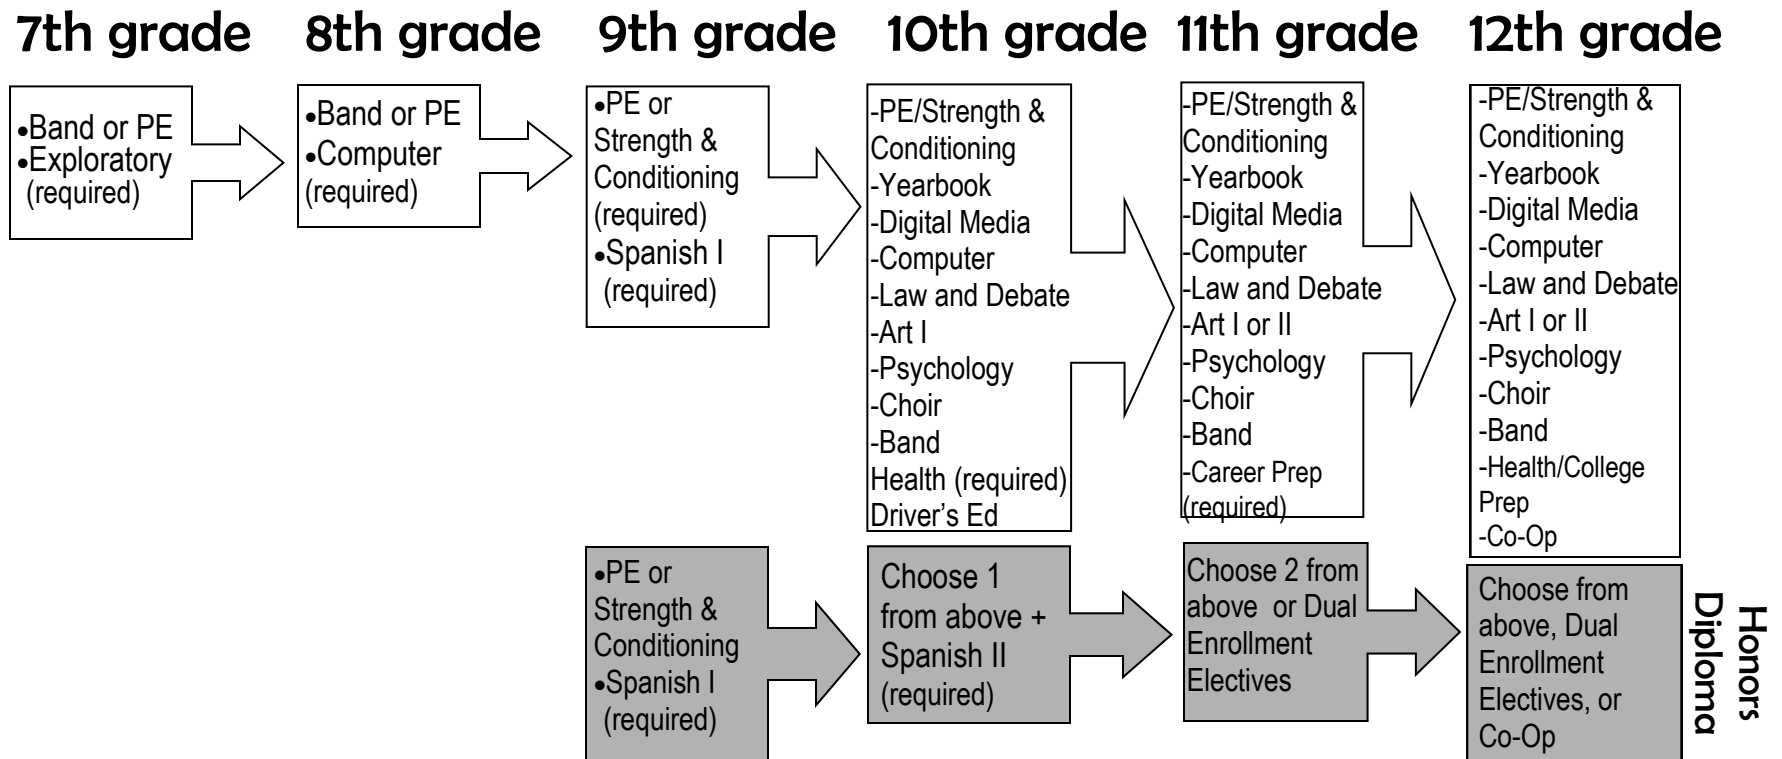 7th grade
8th grade
9th grade
10th grade
11th grade
12th grade
•Band or PE
•Exploratory
(required)
•Band or PE
•Computer
(required)
•PE or
Strength &
Conditioning
(required)
•Spanish I
(required)
-PE/Strength &
Conditioning
-Yearbook
-Digital Media
-Computer
-Law and Debate
-Art I
-Psychology
-Choir
-Band
Health (required)
Driver's Ed
-PE/Strength &
Conditioning
-Yearbook
-Digital Media
-Computer
-Law and Debate
-Art I or II
-Psychology
-Choir
-Band
-Career Prep
(required)
-PE/Strength &
Conditioning
-Yearbook
-Digital Media
-Computer
-Law and Debate
-Art I or II
-Psychology
-Choir
-Band
-Health/College
Prep
-Co-Op
•PE or
Strength &
Conditioning
•Spanish I
(required)
Choose 1
from above +
Spanish II
(required)
Choose 2 from
above or Dual
Enrollment
Electives
Choose from
above, Dual
Enrollment
Electives, or
Co-Op
Honors
Diploma